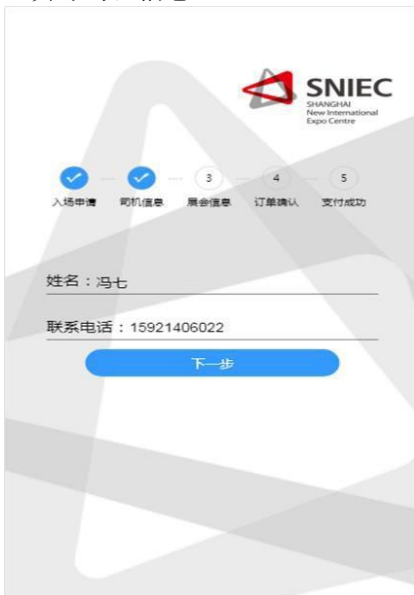 SNIEC
SHANGHAI
New International
Expo Centre
3 4 5
入场申请 司机信息 展会信息 订单确认 支付成功
姓名：冯七
联系电话：15921406022
下一步